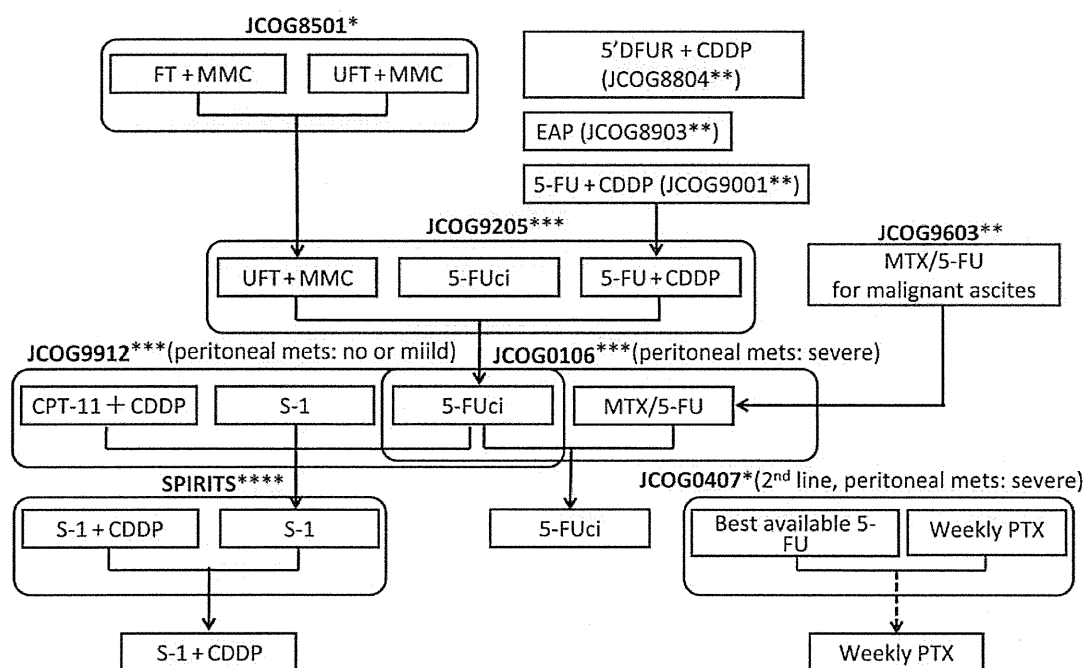 JCOG8501*
FT+MMC
UFT+MMC
5'DFUR + CDDP
(JCOG8804**)
EAP (JCOG8903**)
5-FU+CDDP (JCOG9001**)
JCOG9205***
UFT+MMC
5-FUci
5-FU+CDDP
JCOG9603**
MTX/5-FU
for malignant ascites
JCOG9912***(peritoneal mets: no or miild)
JCOG0106***(peritoneal mets: severe)
CPT-11+CDDP
S-1
5-FUci
MTX/5-FU
SPIRITS****
S-1+CDDP
S-1
5-FUci
JCOG0407*(2nd line, peritoneal mets: severe)
Best available 5-
FU
Weekly PTX
S-1+CDDP
Weekly PTX